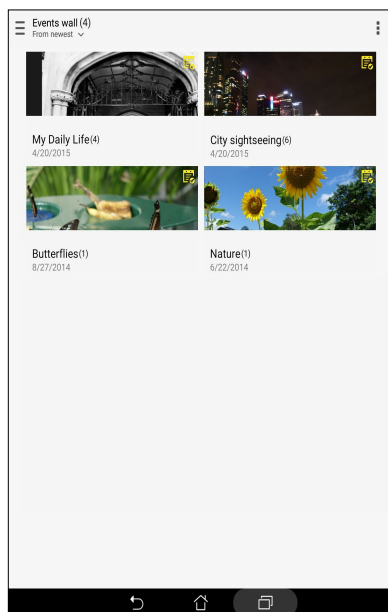 Events wall (4)
From newest
My Daily Life(4)
4/20/2015
City sightseeing(6)
4/20/2015
Butterflies(1)
8/27/2014
Nature(1)
6/22/2014